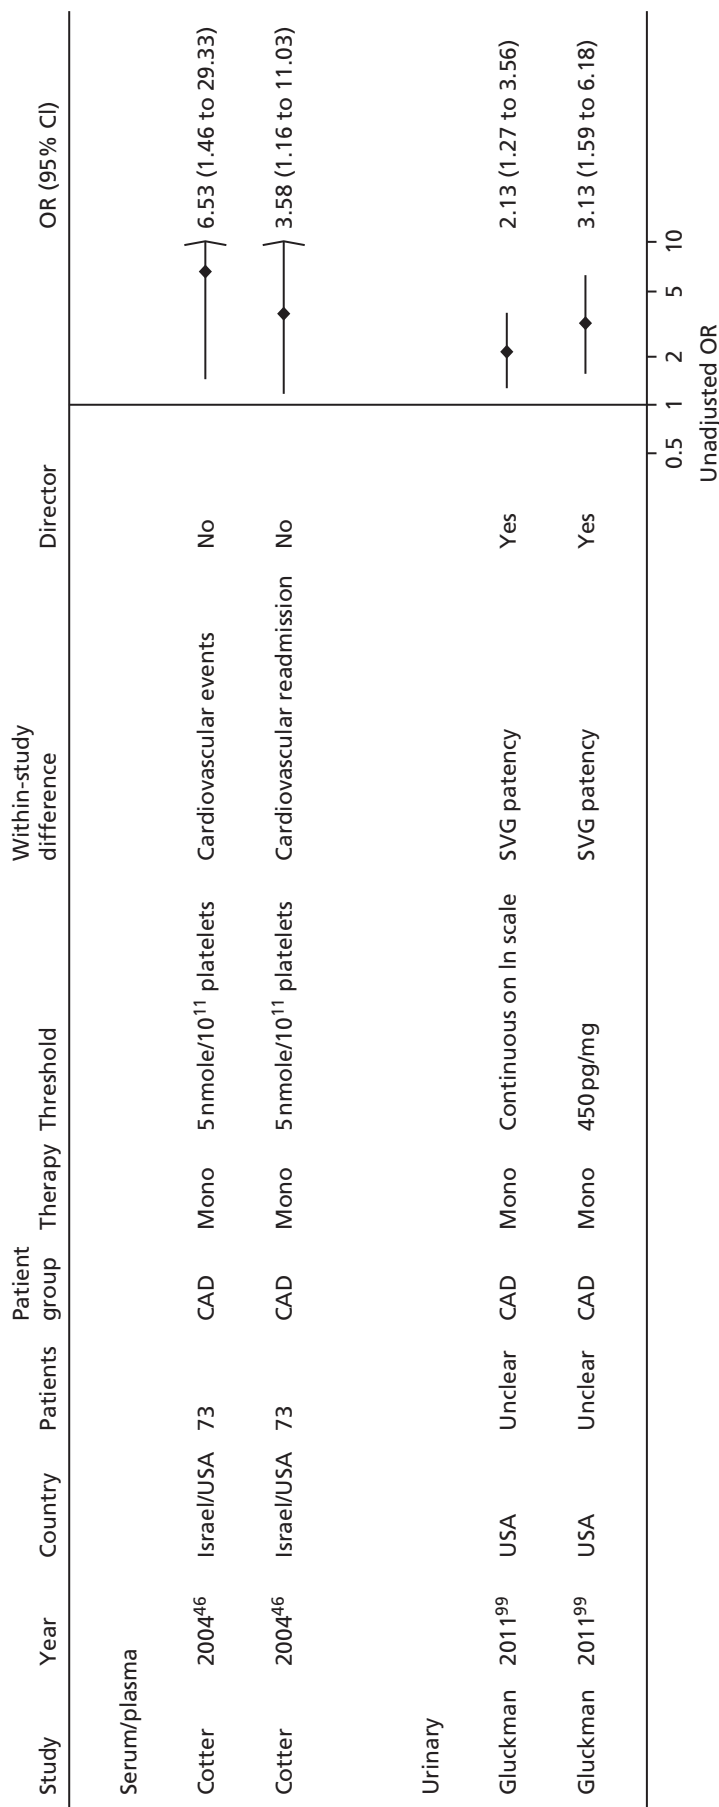 Study Year Country Patients Patient group Therapy Threshold Within-study difference Director OR (95% CI)
Serum/plasma
Cotter 2004⁴⁶ Israel/USA 73 CAD Mono 5 nmole/10¹¹ platelets Cardiovascular events No 6.53 (1.46 to 29.33)
Cotter 2004⁴⁶ Israel/USA 73 CAD Mono 5 nmole/10¹¹ platelets Cardiovascular readmission No 3.58 (1.16 to 11.03)
Urinary
Gluckman 2011⁹⁹ USA Unclear CAD Mono Continuous on ln scale SVG patency Yes 2.13 (1.27 to 3.56)
Gluckman 2011⁹⁹ USA Unclear CAD Mono 450 pg/mg SVG patency Yes 3.13 (1.59 to 6.18)
0.5 1 2 5 10
Unadjusted OR